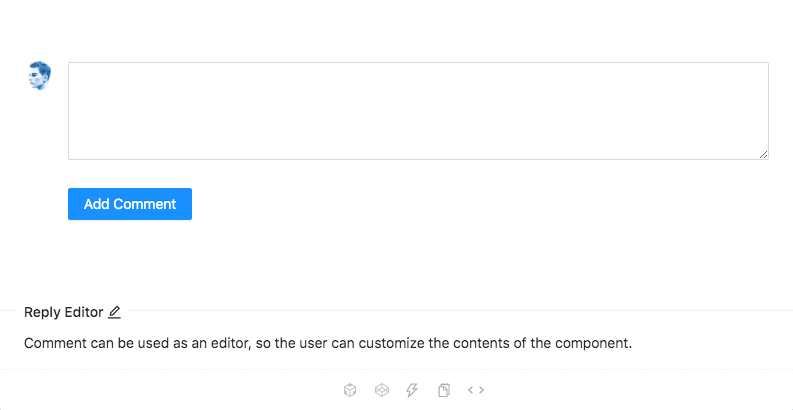 Add Comment
Reply Editor
Comment can be used as an editor, so the user can customize the contents of the component.